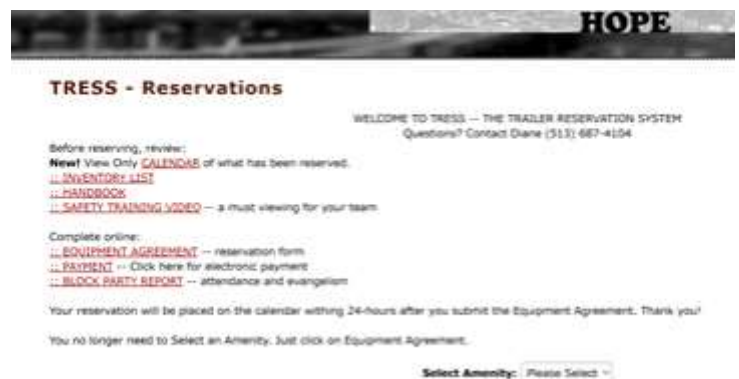 HOPE
TRESS - Reservations
WELCOME TO TRESS -- THE TRAILER RESERVATION SYSTEM
Questions? Contact Diane (513) 687-4104
Before reserving, review:
New! View Only CALENDAR of what has been reserved.
:: INVENTORY LIST
:: HANDBOOK
:: SAFETY TRAINING VIDEO -- a must viewing for your team
Complete online:
:: EQUIPMENT AGREEMENT -- reservation form
:: PAYMENT -- Click here for electronic payment
:: BLOCK PARTY REPORT -- attendance and evangelism
Your reservation will be placed on the calendar withing 24-hours after you submit the Equipment Agreement. Thank you!
You no longer need to Select an Amenity. Just click on Equipment Agreement.
Select Amenity: Please Select